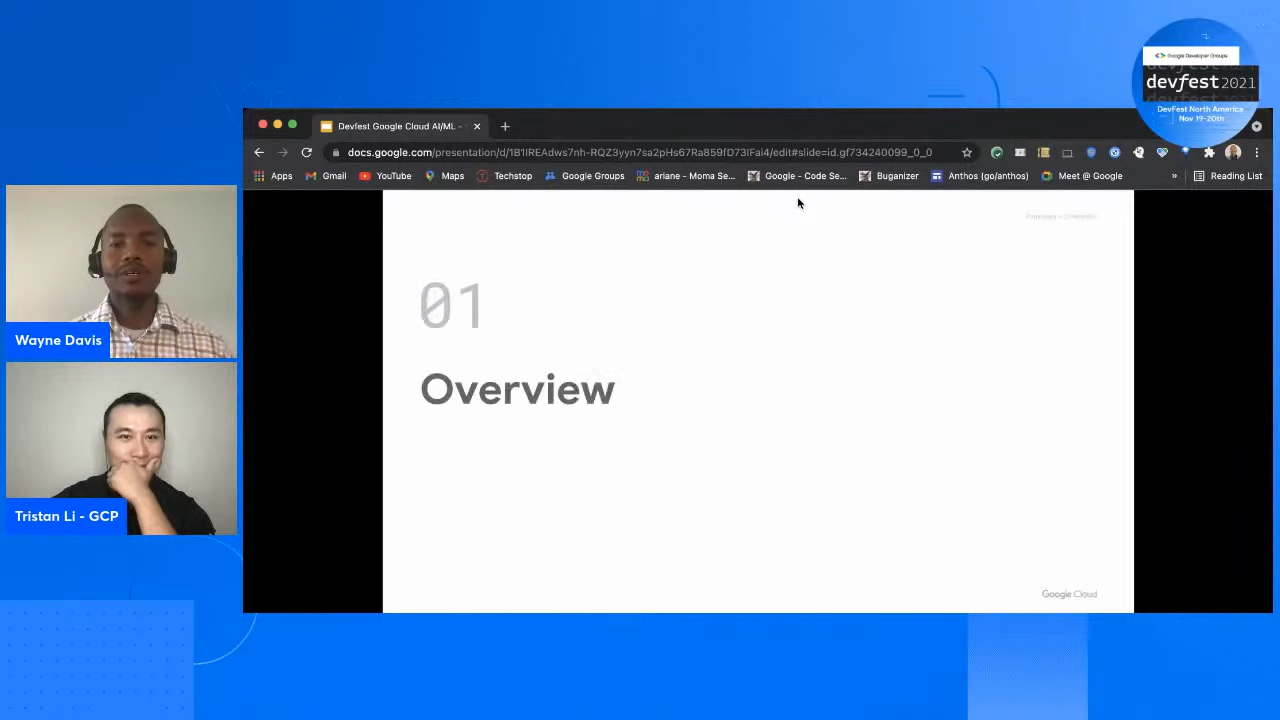 Google Developer Groups
devfest 2021
DevFest North America
Nov 19-20th
Devfest Google Cloud AI/ML -
docs.google.com/presentation/d/1B1IREAdws7nh-RQZ3yyn7sa2pHs67Ra859fD73IFai4/edit#slide=id.gf734240099_0_0
Apps Gmail YouTube Maps Techstop Google Groups ariane - Moma Se... Google - Code Se... Buganizer Anthos (go/anthos) Meet @ Google » Reading List
01
Overview
Google Cloud
Wayne Davis
Tristan Li - GCP